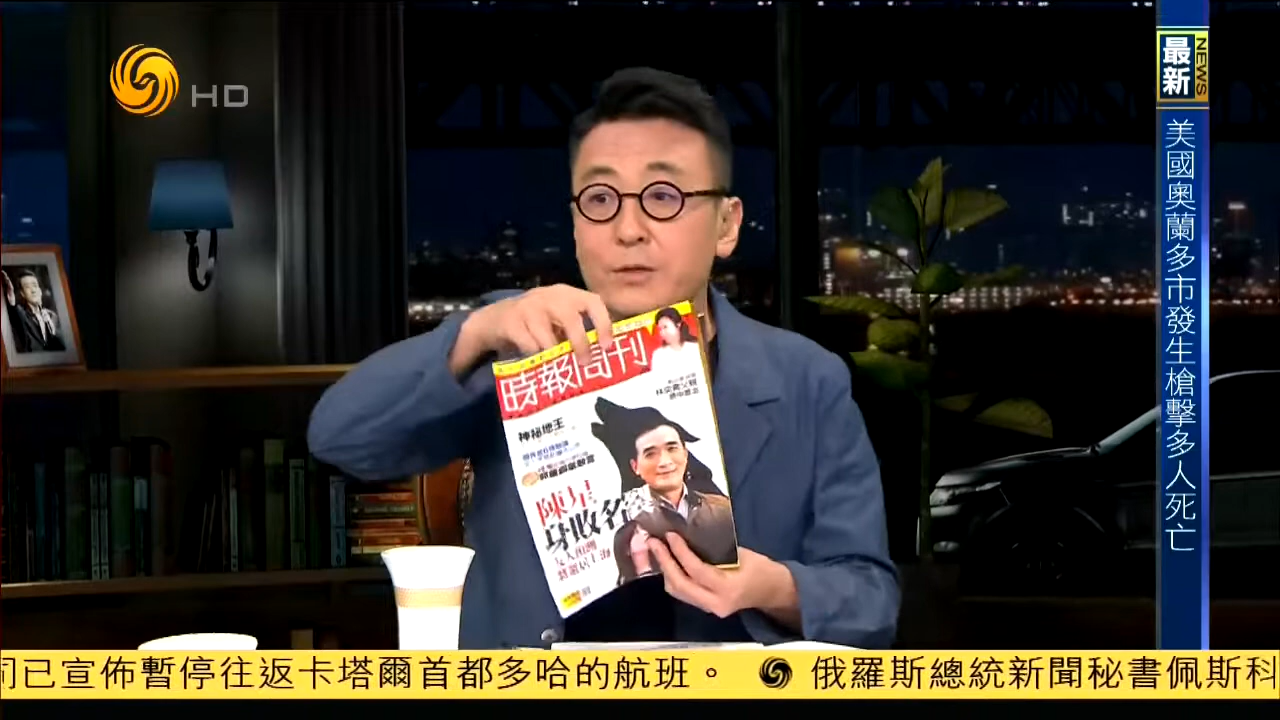 HD
最新
NEWS
美國奧蘭多市發生槍擊多人死亡
時報周刊
神祕地王
陳星
身敗名
司已宣佈暫停往返卡塔爾首都多哈的航班。
俄羅斯總統新聞秘書佩斯科